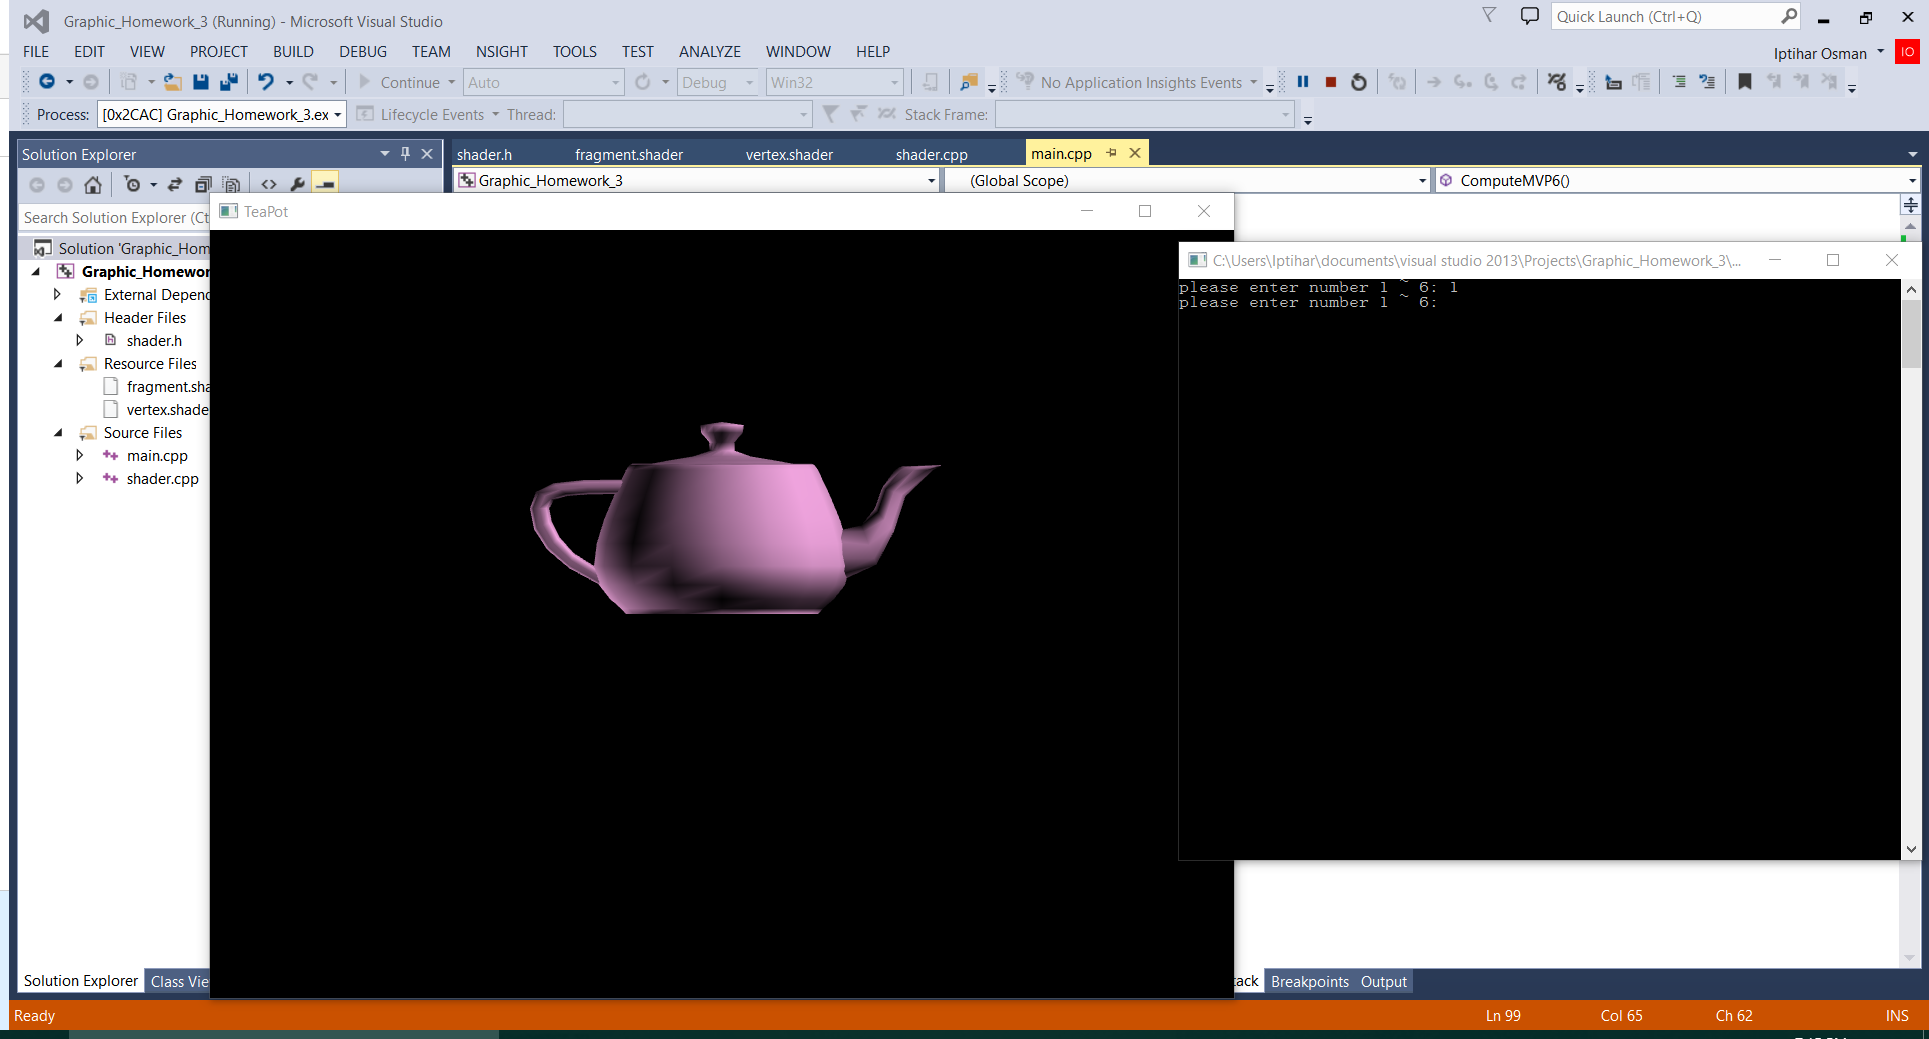 Graphic_Homework_3 (Running) - Microsoft Visual Studio
Quick Launch (Ctrl+Q)
FILE EDIT VIEW PROJECT BUILD DEBUG TEAM NSIGHT TOOLS TEST ANALYZE WINDOW HELP
Iptihar Osman IO
Continue Auto Debug Win32 No Application Insights Events
Process: [0x2CAC] Graphic_Homework_3.ex Lifecycle Events Thread: Stack Frame:
Solution Explorer
shader.h fragment.shader vertex.shader shader.cpp main.cpp
Graphic_Homework_3 (Global Scope) ComputeMVP6()
Search Solution Explorer (Ct
Solution 'Graphic_Hom
Graphic_Homewor
External Depend
Header Files
shader.h
Resource Files
fragment.sha
vertex.shade
Source Files
main.cpp
shader.cpp
TeaPot
C:\Users\Iptihar\documents\visual studio 2013\Projects\Graphic_Homework_3\...
please enter number 1 ~ 6: 1
please enter number 1 ~ 6:
Solution Explorer Class Vie
tack Breakpoints Output
Ready Ln 99 Col 65 Ch 62 INS